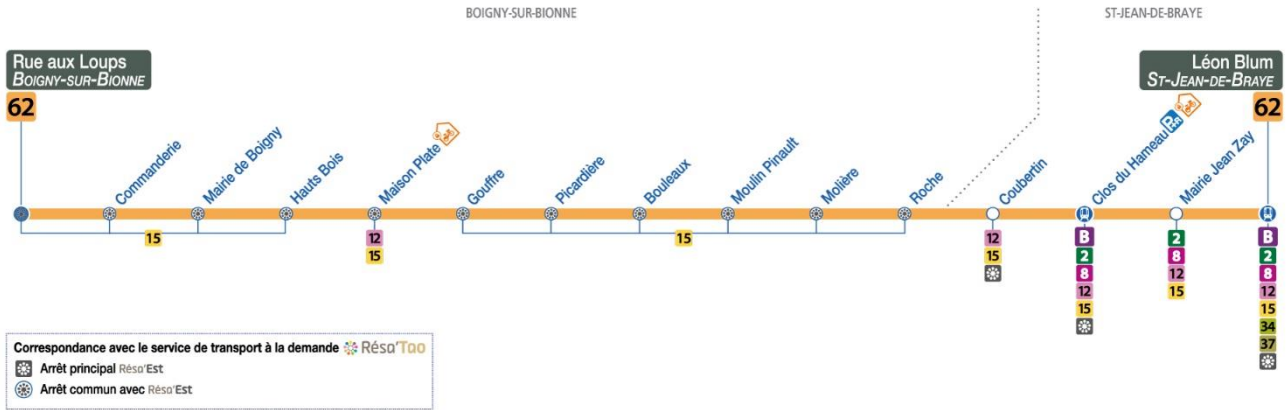 BOIGNY-SUR-BIONNE
ST-JEAN-DE-BRAYE
Rue aux Loups
BOIGNY-SUR-BIONNE
62
Léon Blum
ST-JEAN-DE-BRAYE
62
Commanderie
Mairie de Boigny
Hauts Bois
Maison Plate
Gouffre
Picardière
Bouleaux
Moulin Pinault
Molière
Roche
Coubertin
Clos du Hameau P+R
Mairie Jean Zay
15
12
15
15
12
15
B
2
8
12
15
2
8
12
15
B
2
8
12
15
34
37
Correspondance avec le service de transport à la demande Résa'Tao
Arrêt principal Résa'Est
Arrêt commun avec Résa'Est